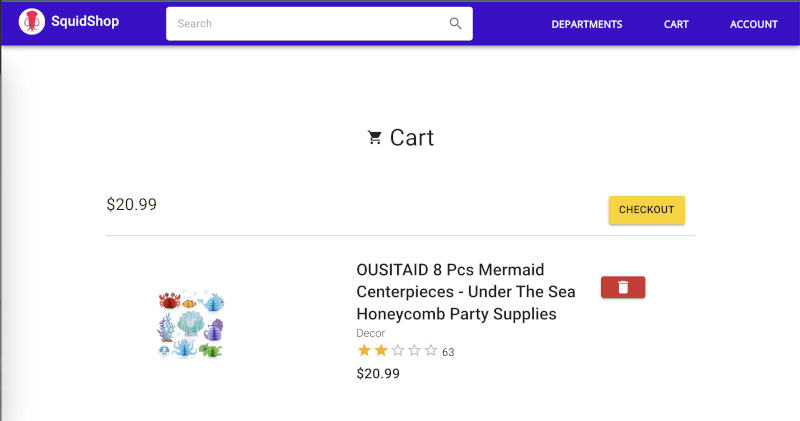 SquidShop
Search
DEPARTMENTS
CART
ACCOUNT
Cart
$20.99
CHECKOUT
OUSITAID 8 Pcs Mermaid
Centerpieces - Under The Sea
Honeycomb Party Supplies
Decor
63
$20.99